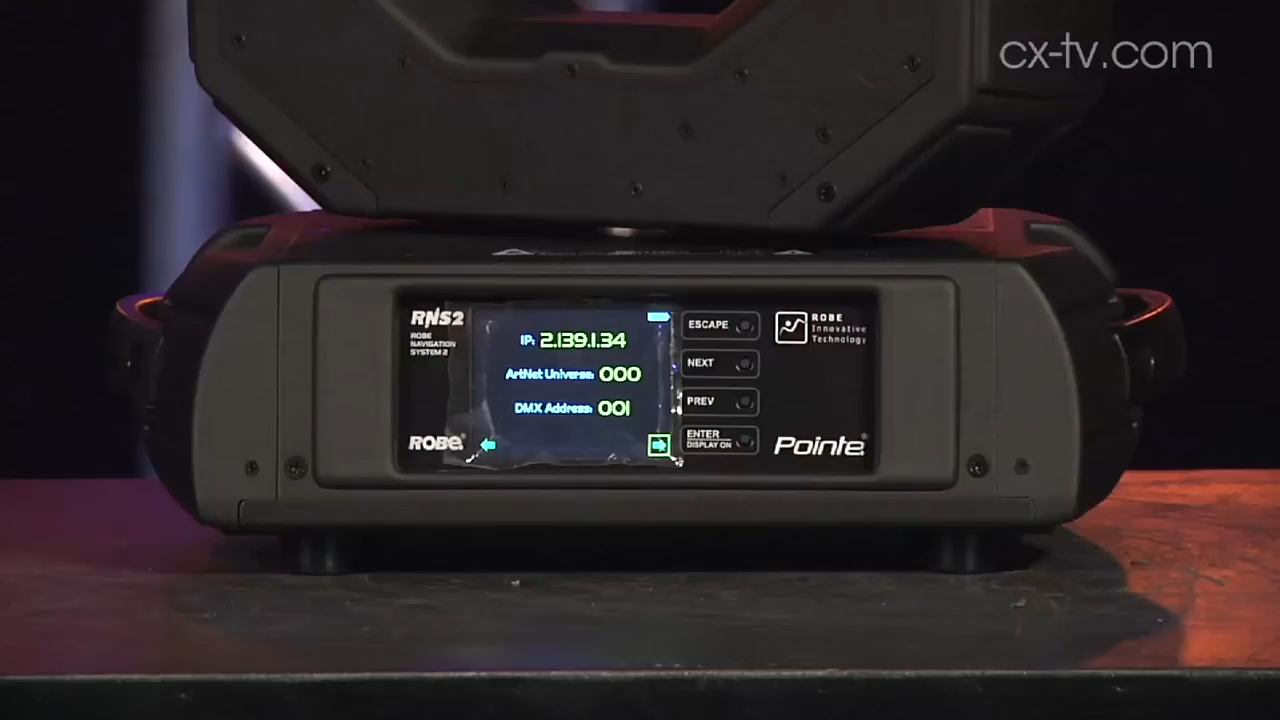 cx-tv.com
RNS2
ROBE
NAVIGATION
SYSTEM 2
ROBE®
IP: 2.139.1.34
ArtNet Universe: 000
DMX Address: 001
ESCAPE
NEXT
PREV
ENTER
DISPLAY ON
ROBE
Innovative
Technology
Pointe®